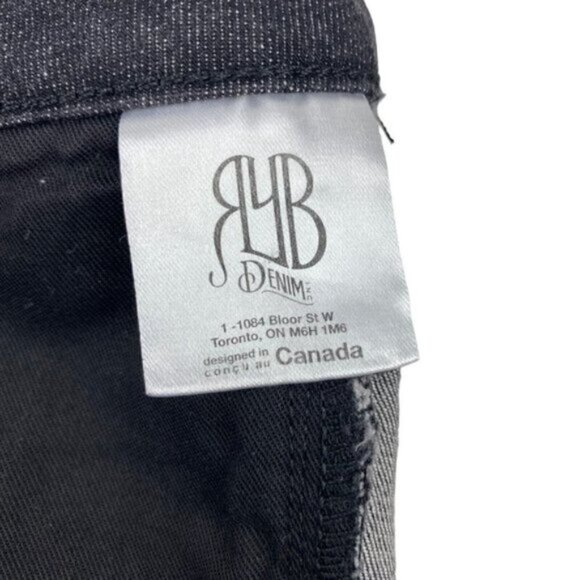 RYB
DENIM INC
1 -1084 Bloor St W
Toronto, ON M6H 1M6
designed in Canada
conçu au